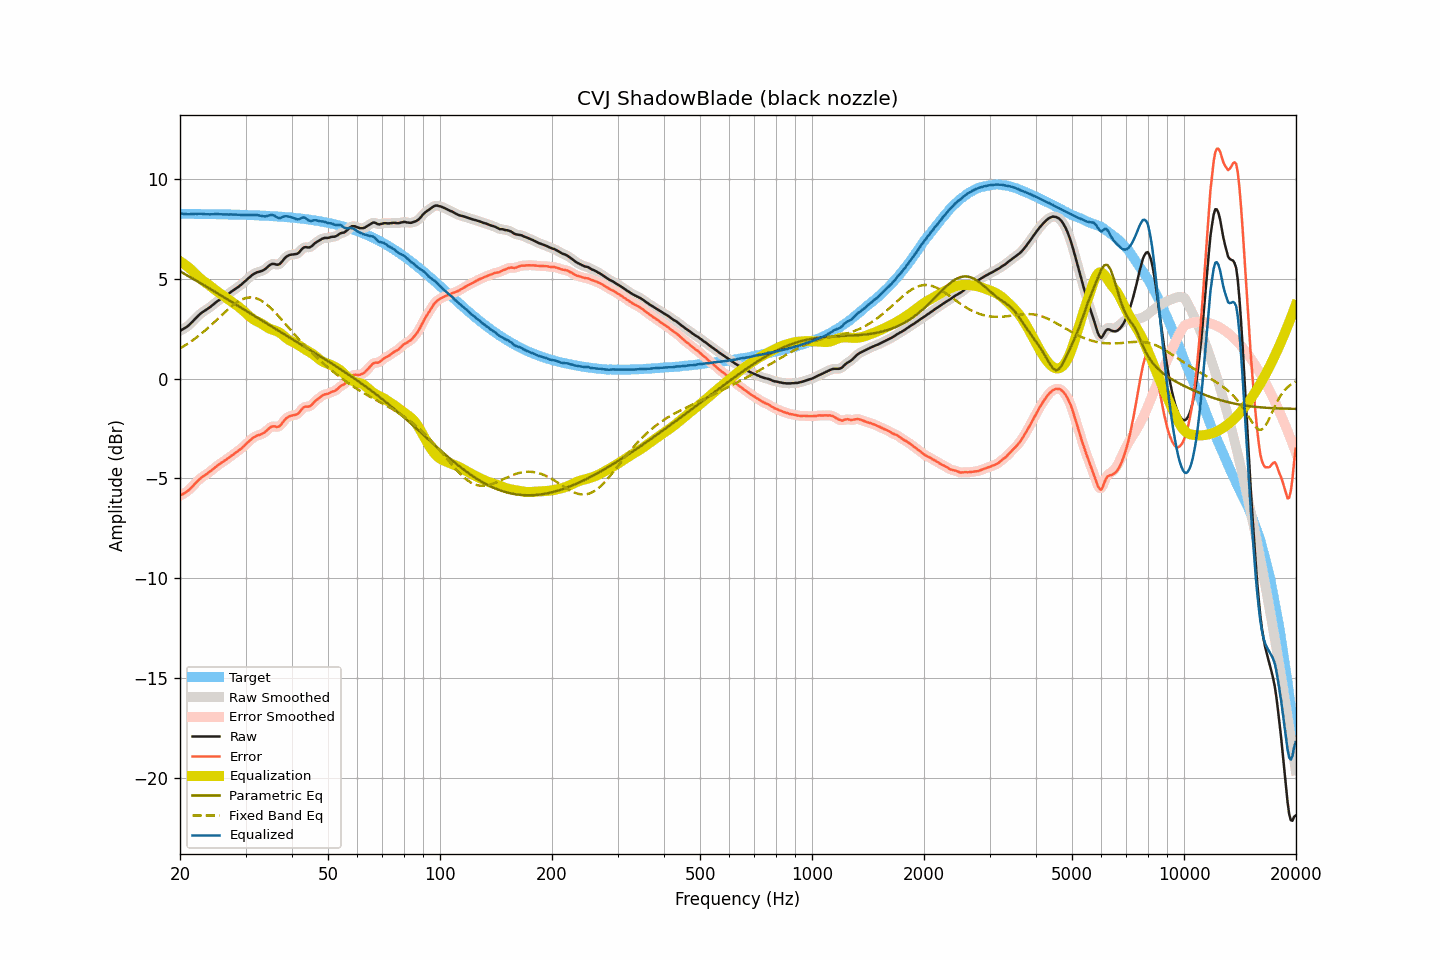 CVJ ShadowBlade (black nozzle)
Amplitude (dBr)
10
5
0
−5
−10
−15
−20
Target
Raw Smoothed
Error Smoothed
Raw
Error
Equalization
Parametric Eq
Fixed Band Eq
Equalized
20 50 100 200 500 1000 2000 5000 10000 20000
Frequency (Hz)